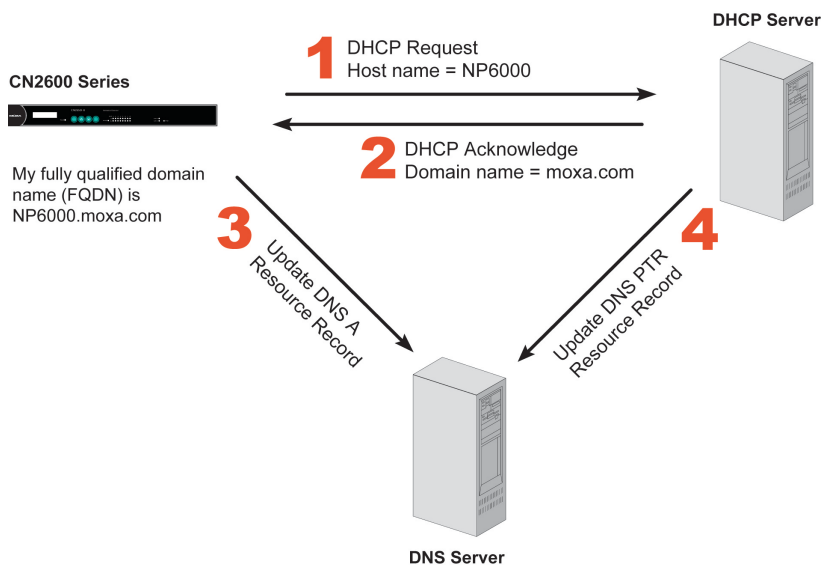 DHCP Server
1
DHCP Request
Host name = NP6000
CN2600 Series
2
DHCP Acknowledge
Domain name = moxa.com
My fully qualified domain
name (FQDN) is
NP6000.moxa.com
3
Update DNS A
Resource Record
4
Update DNS PTR
Resource Record
DNS Server